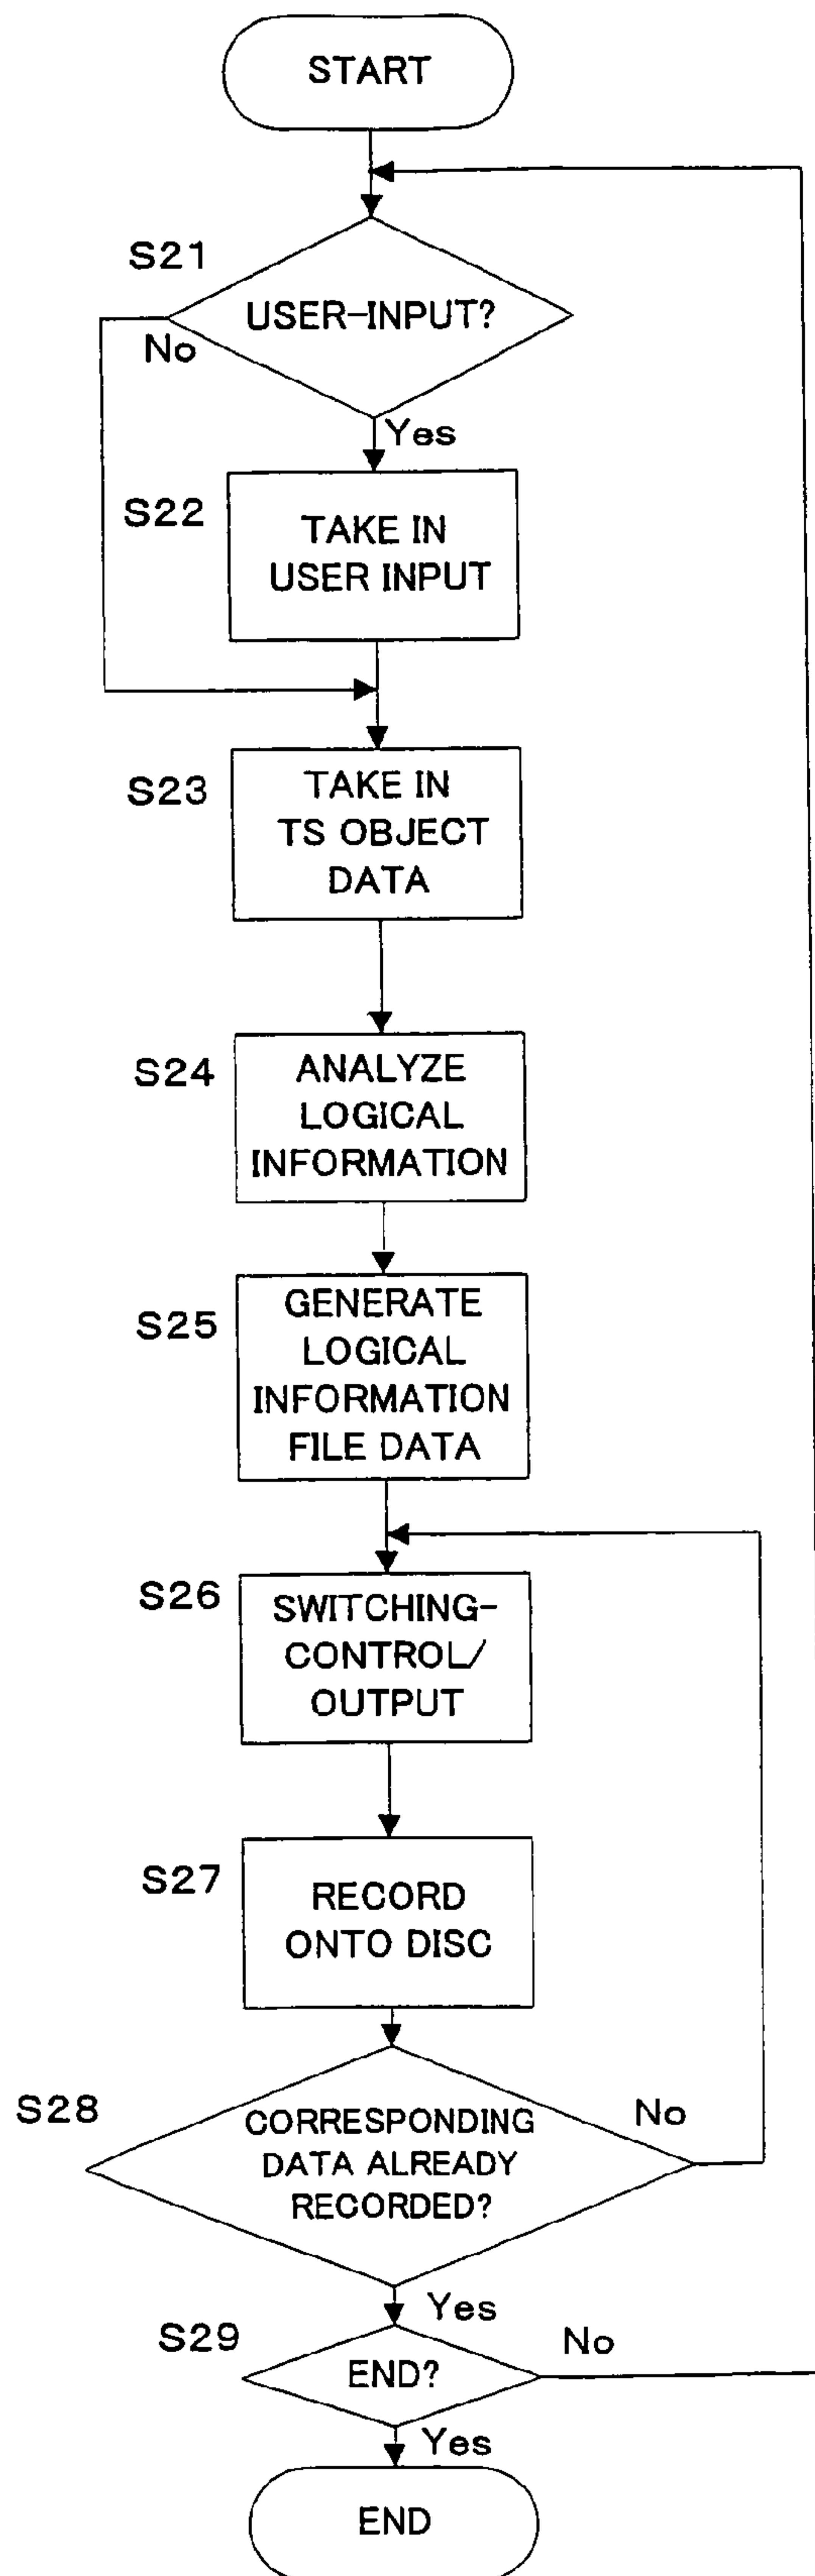 START
S21
USER-INPUT?
No
Yes
S22
TAKE IN
USER INPUT
S23
TAKE IN
TS OBJECT
DATA
S24
ANALYZE
LOGICAL
INFORMATION
S25
GENERATE
LOGICAL
INFORMATION
FILE DATA
S26
SWITCHING-
CONTROL/
OUTPUT
S27
RECORD
ONTO DISC
S28
CORRESPONDING
DATA ALREADY
RECORDED?
No
Yes
S29
END?
No
Yes
END